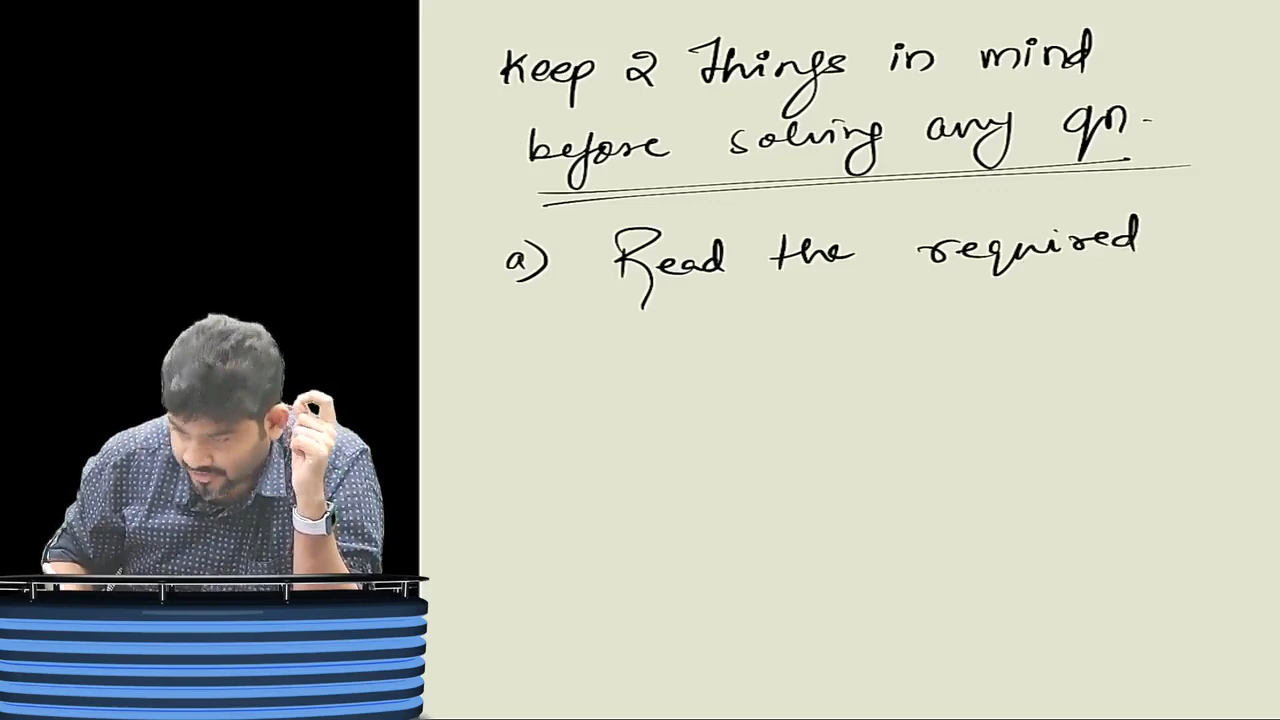 Keep 2 Things in mind
before solving any qn.
a) Read the required